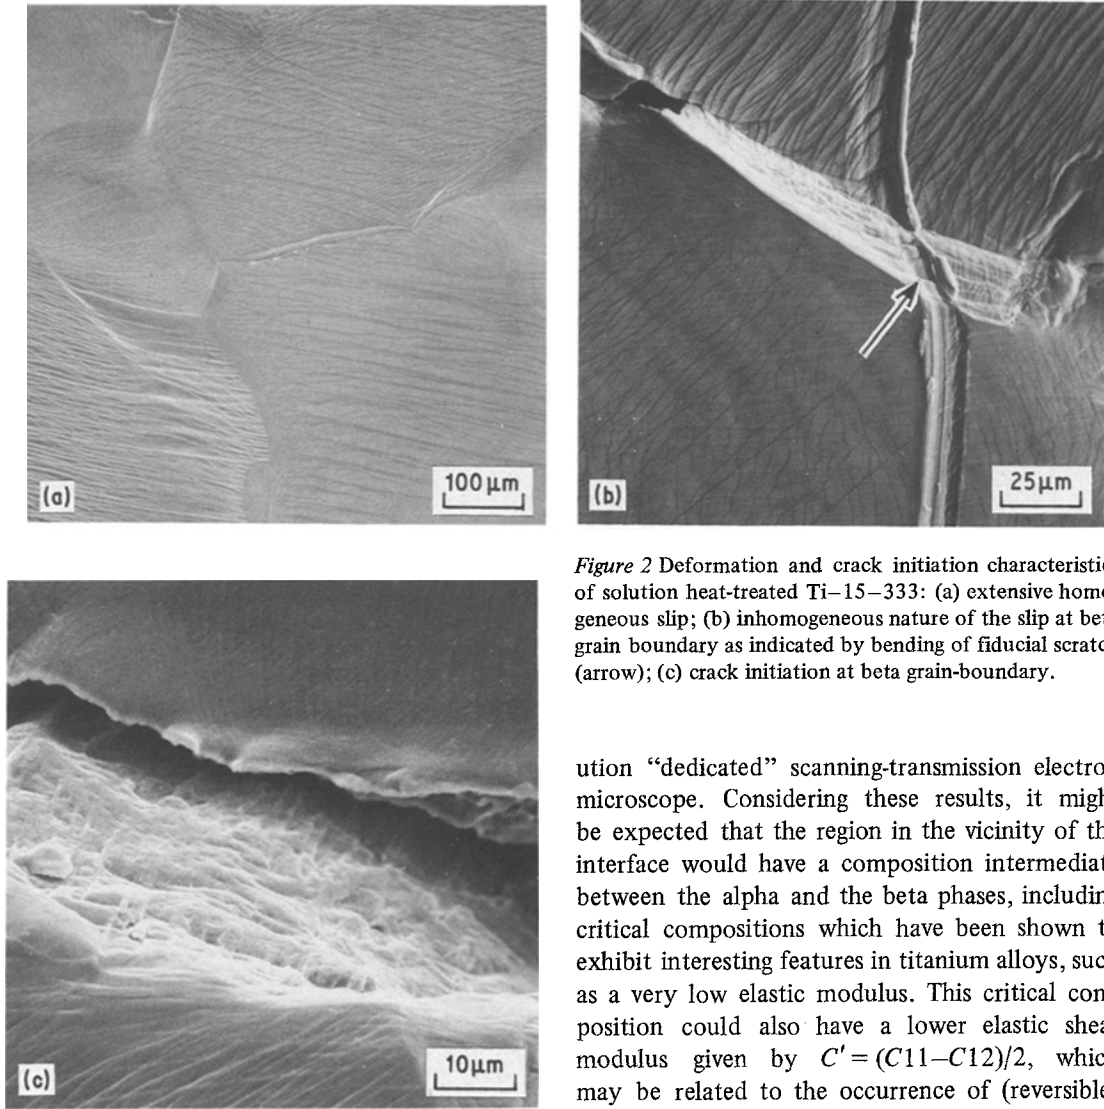 (a)
100 μm
(b)
25μm
Figure 2 Deformation and crack initiation characteristic
of solution heat-treated Ti–15–333: (a) extensive homo
geneous slip; (b) inhomogeneous nature of the slip at bet
grain boundary as indicated by bending of fiducial scratc
(arrow); (c) crack initiation at beta grain-boundary.
(c)
10μm
ution “dedicated” scanning-transmission electro
microscope. Considering these results, it migh
be expected that the region in the vicinity of th
interface would have a composition intermediat
between the alpha and the beta phases, includin
critical compositions which have been shown t
exhibit interesting features in titanium alloys, suc
as a very low elastic modulus. This critical com
position could also have a lower elastic shea
modulus given by C′ = (C11–C12)/2, whic
may be related to the occurrence of (reversible